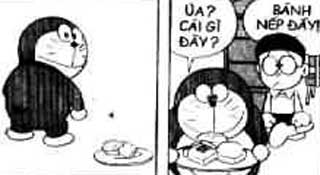 ỦA?
CÁI GÌ
ĐÂY?
BÁNH
NẾP ĐẤY!